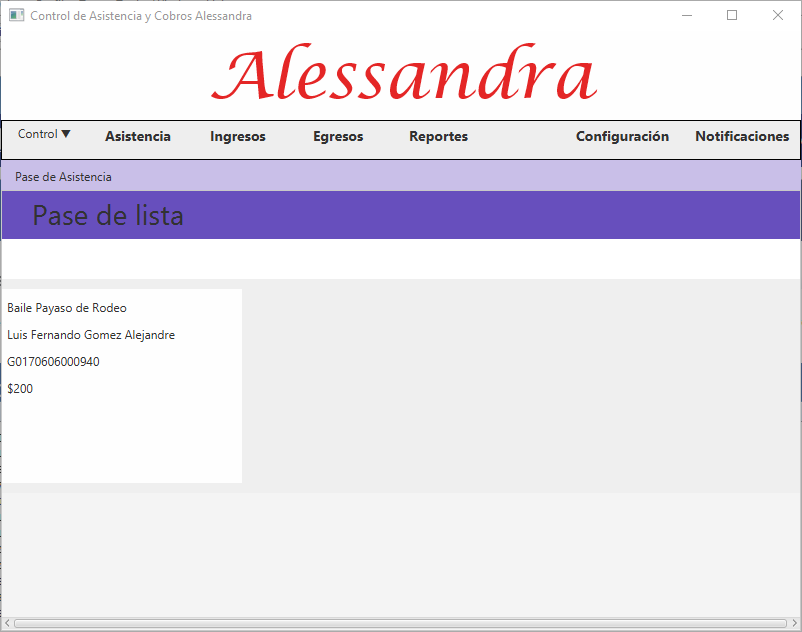 Control de Asistencia y Cobros Alessandra
Alessandra
Control ▼ Asistencia Ingresos Egresos Reportes Configuración Notificaciones
Pase de Asistencia
Pase de lista
Baile Payaso de Rodeo
Luis Fernando Gomez Alejandre
G0170606000940
$200